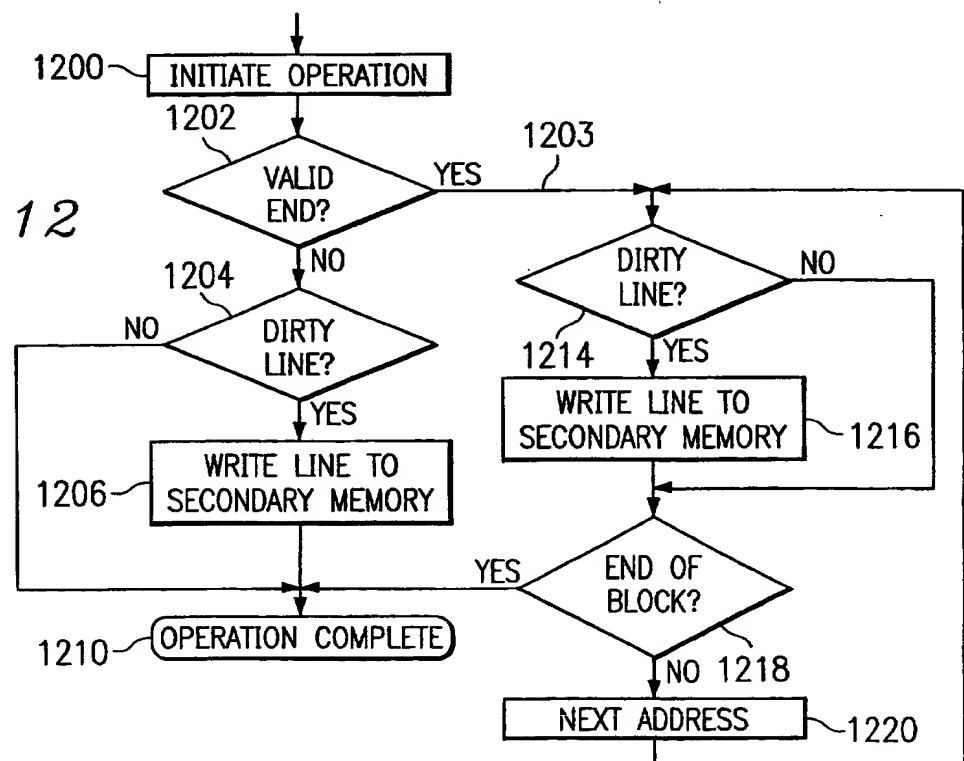 1200
INITIATE OPERATION
1202
1203
VALID
END?
YES
12
NO
1204
DIRTY
LINE?
NO
DIRTY
LINE?
NO
1214
YES
YES
WRITE LINE TO
SECONDARY MEMORY
1216
WRITE LINE TO
SECONDARY MEMORY
1206
END OF
BLOCK?
YES
1218
NO
OPERATION COMPLETE
1210
NEXT ADDRESS
1220